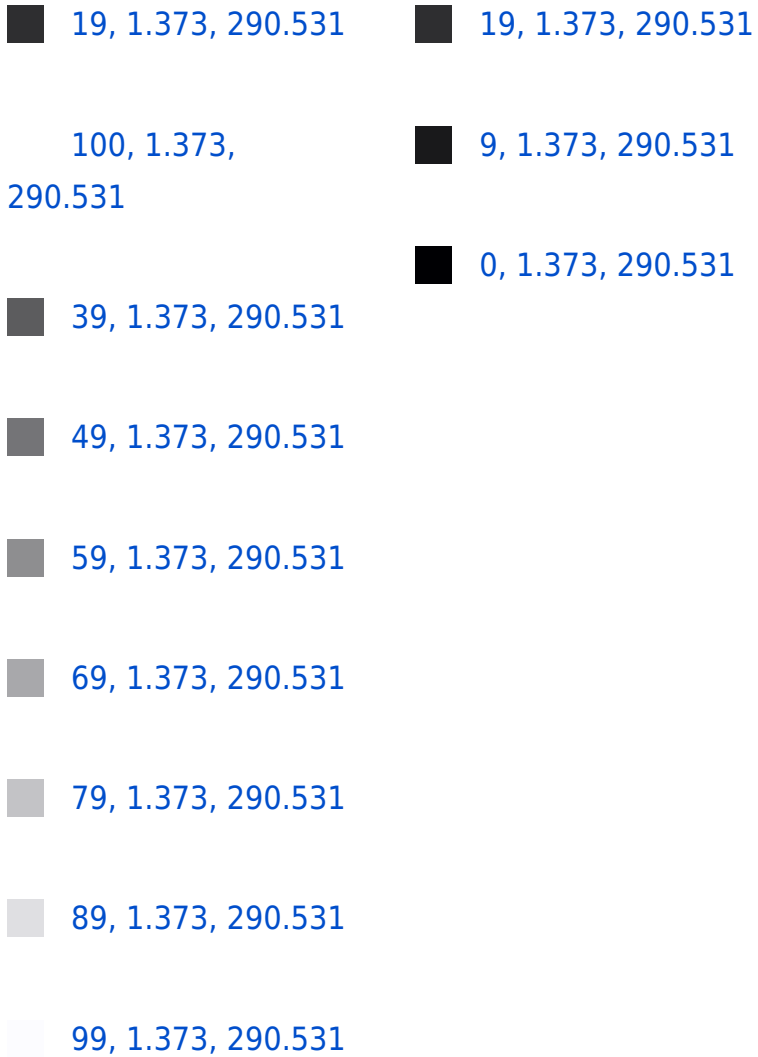 19, 1.373, 290.531
100, 1.373,
290.531
39, 1.373, 290.531
49, 1.373, 290.531
59, 1.373, 290.531
69, 1.373, 290.531
79, 1.373, 290.531
89, 1.373, 290.531
99, 1.373, 290.531
19, 1.373, 290.531
9, 1.373, 290.531
0, 1.373, 290.531